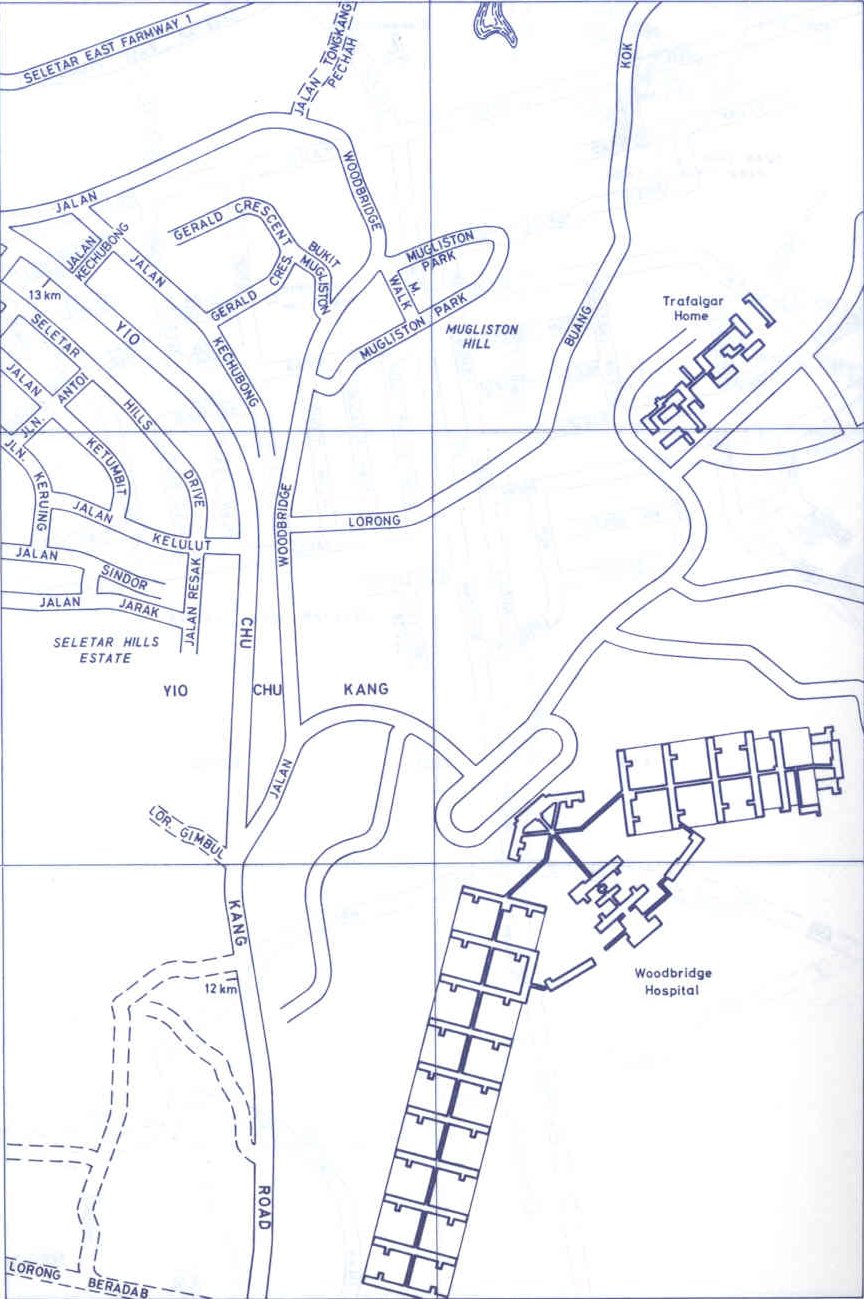 SELETAR EAST FARMWAY 1
JALAN TONGKANG
PECHAH
KOK
JALAN
WOODBRIDGE
GERALD CRESCENT
JALAN
KECHUBONG
JALAN
GERALD CRES.
BUKIT
MUGLISTON
MUGLISTON
PARK
M.
WALK
MUGLISTON PARK
MUGLISTON
HILL
BUANG
Trafalgar
Home
13 km
YIO
KECHUBONG
SELETAR
HILLS
DRIVE
JALAN
JLN. ANTOI
KETUMBIT
JLN.
KERUING
JALAN
KELULUT
WOODBRIDGE
LORONG
JALAN
SINDOR
JALAN
JARAK
JALAN RESAK
CHU
SELETAR HILLS
ESTATE
YIO
CHU
KANG
JALAN
LOR. GIMBUL
KANG
12 km
Woodbridge
Hospital
ROAD
LORONG
BERADAB